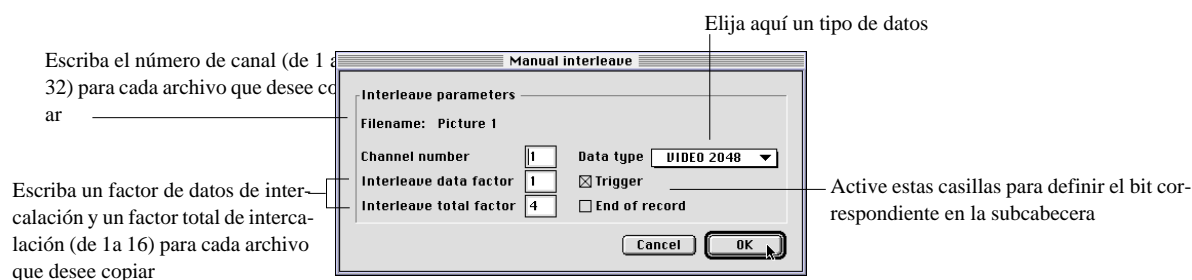 Elija aquí un tipo de datos
Escriba el número de canal (de 1 a
32) para cada archivo que desee co
ar
Manual interleave
Interleave parameters
Filename: Picture 1
Channel number 1 Data type VIDEO 2048
Interleave data factor 1 Trigger
Interleave total factor 4 End of record
Cancel OK
Escriba un factor de datos de inter-
calación y un factor total de interca-
lación (de 1a 16) para cada archivo
que desee copiar
Active estas casillas para definir el bit cor-
respondiente en la subcabecera